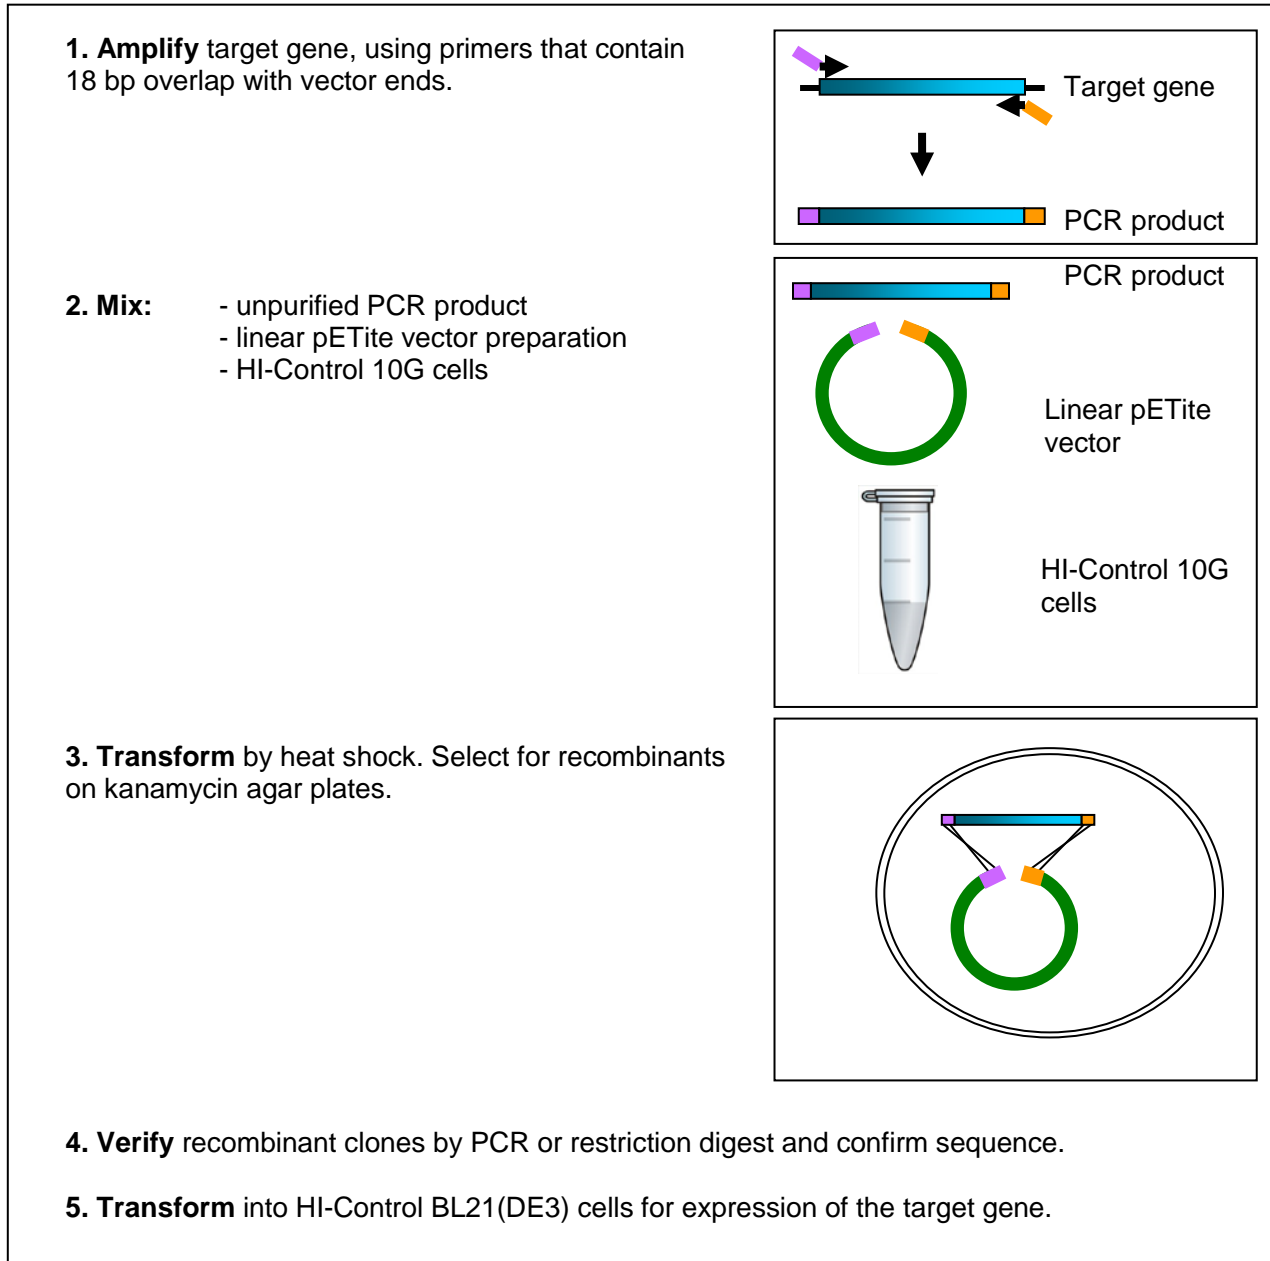 1. Amplify target gene, using primers that contain
18 bp overlap with vector ends.
Target gene
PCR product
2. Mix: - unpurified PCR product
- linear pETite vector preparation
- HI-Control 10G cells
PCR product
Linear pETite
vector
HI-Control 10G
cells
3. Transform by heat shock. Select for recombinants
on kanamycin agar plates.
4. Verify recombinant clones by PCR or restriction digest and confirm sequence.
5. Transform into HI-Control BL21(DE3) cells for expression of the target gene.